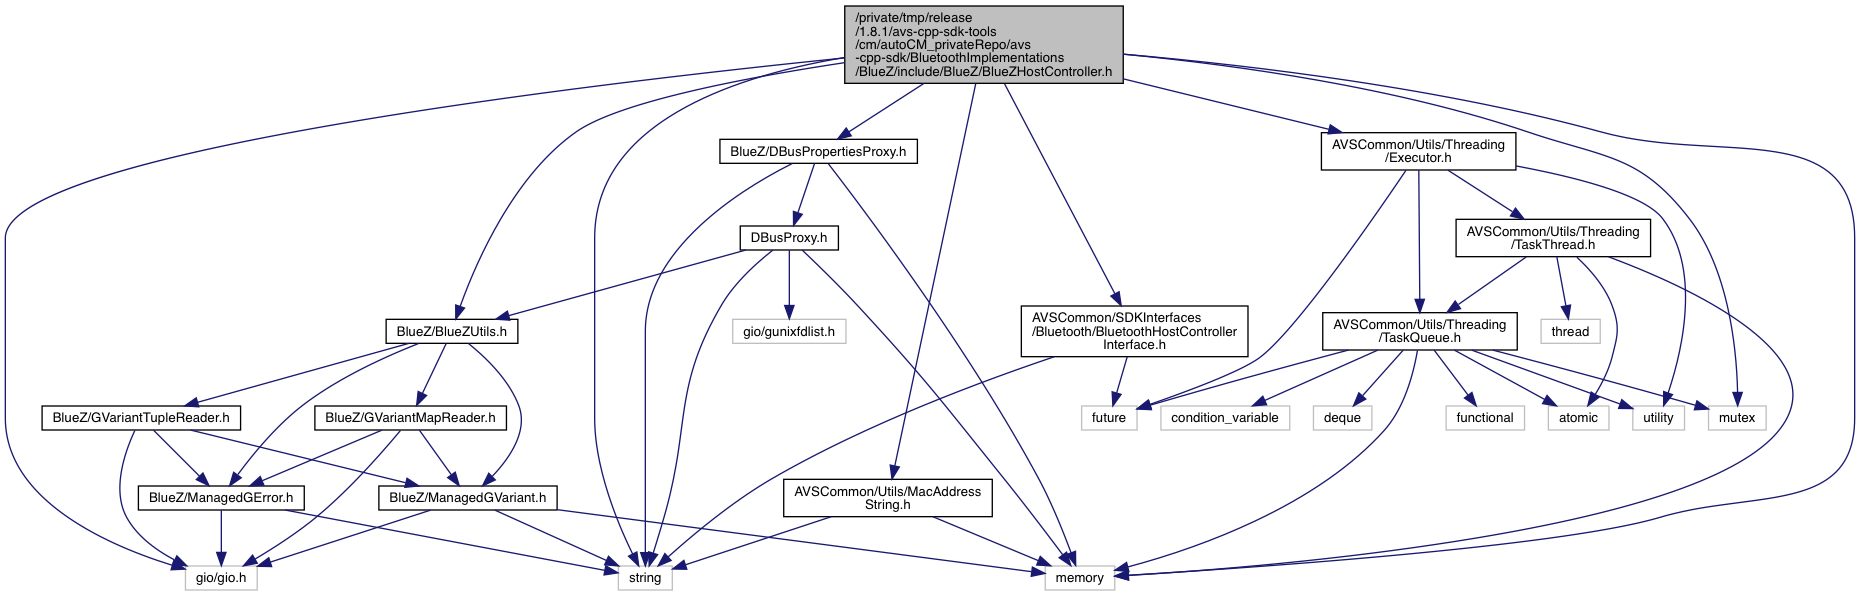 /private/tmp/release
/1.8.1/avs-cpp-sdk-tools
/cm/autoCM_privateRepo/avs
-cpp-sdk/BluetoothImplementations
/BlueZ/include/BlueZ/BlueZHostController.h
BlueZ/DBusPropertiesProxy.h
AVSCommon/Utils/Threading
/Executor.h
DBusProxy.h
AVSCommon/Utils/Threading
/TaskThread.h
BlueZ/BlueZUtils.h
gio/gunixfdlist.h
AVSCommon/SDKInterfaces
/Bluetooth/BluetoothHostController
Interface.h
AVSCommon/Utils/Threading
/TaskQueue.h
thread
BlueZ/GVariantTupleReader.h
BlueZ/GVariantMapReader.h
future
condition_variable
deque
functional
atomic
utility
mutex
BlueZ/ManagedGError.h
BlueZ/ManagedGVariant.h
AVSCommon/Utils/MacAddress
String.h
gio/gio.h
string
memory